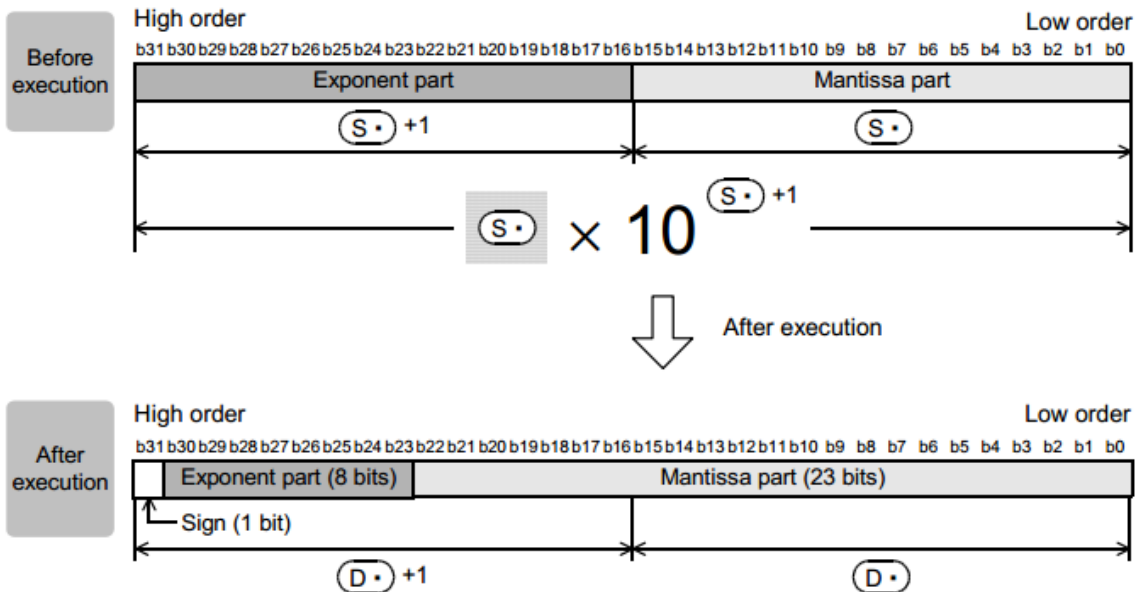 High order Low order
Before
execution
b31 b30 b29 b28 b27 b26 b25 b24 b23 b22 b21 b20 b19 b18 b17 b16 b15 b14 b13 b12 b11 b10 b9 b8 b7 b6 b5 b4 b3 b2 b1 b0
Exponent part Mantissa part
S· +1 S·
S· × 10 S· +1
After execution
High order Low order
After
execution
b31 b30 b29 b28 b27 b26 b25 b24 b23 b22 b21 b20 b19 b18 b17 b16 b15 b14 b13 b12 b11 b10 b9 b8 b7 b6 b5 b4 b3 b2 b1 b0
Exponent part (8 bits) Mantissa part (23 bits)
Sign (1 bit)
D· +1 D·